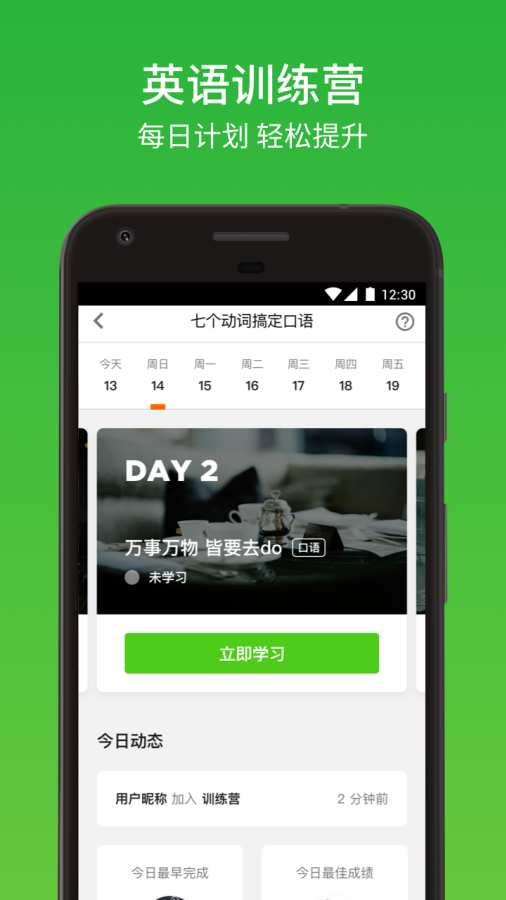 英语训练营
每日计划 轻松提升
12:30
七个动词搞定口语
今天 周日 周一 周二 周三 周四 周五
13 14 15 16 17 18 19
DAY 2
万事万物 皆要去do 口语
未学习
立即学习
今日动态
用户昵称 加入 训练营 2 分钟前
今日最早完成 今日最佳成绩